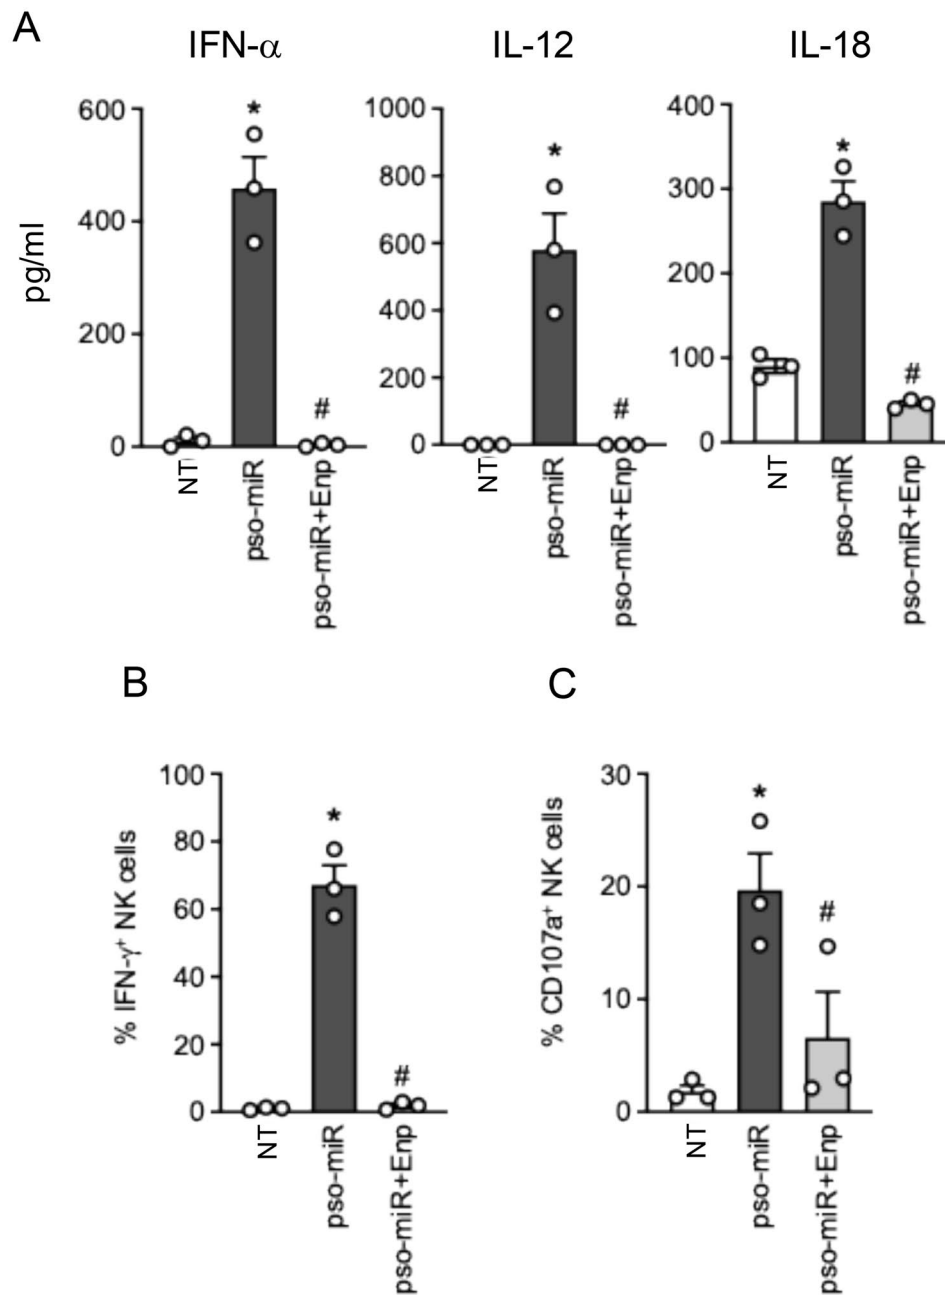 A
IFN-α
IL-12
IL-18
pg/ml
600
400
200
0
*
#
NT
pso-miR
pso-miR+Enp
1000
800
600
400
200
0
*
#
NT
pso-miR
pso-miR+Enp
400
300
200
100
0
*
#
NT
pso-miR
pso-miR+Enp
B
% IFN-γ⁺ NK cells
100
80
60
40
20
0
*
#
NT
pso-miR
pso-miR+Enp
C
% CD107a⁺ NK cells
30
20
10
0
*
#
NT
pso-miR
pso-miR+Enp